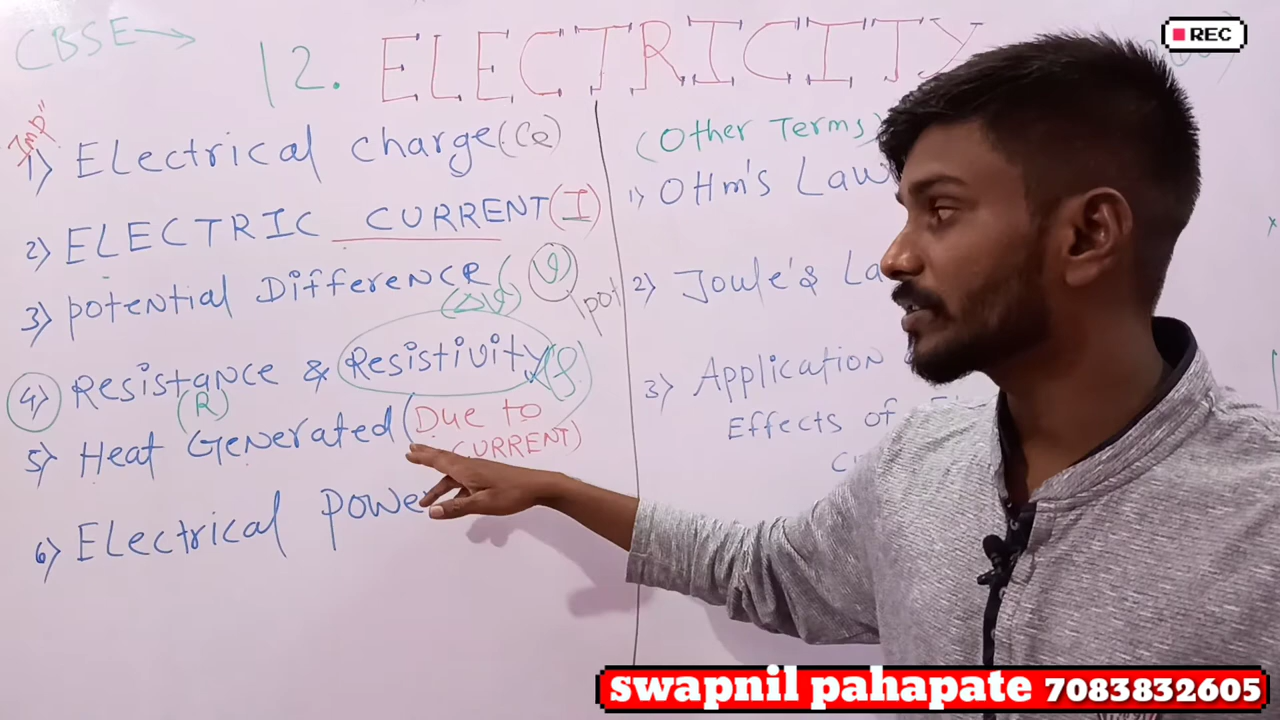 CBSE →
12. ELECTRICITY
REC
"Imp"
1) Electrical charge (Q)
2) ELECTRIC CURRENT (I)
3) Potential Difference (V)
(ΔV)
pot
4) Resistance & Resistivity (ρ)
(R)
5) Heat Generated (Due to
CURRENT)
6) Electrical Powe
(Other Terms)
1) OHm's Law
2) Joule's La
3) Application
Effects of
swapnil pahapate 7083832605